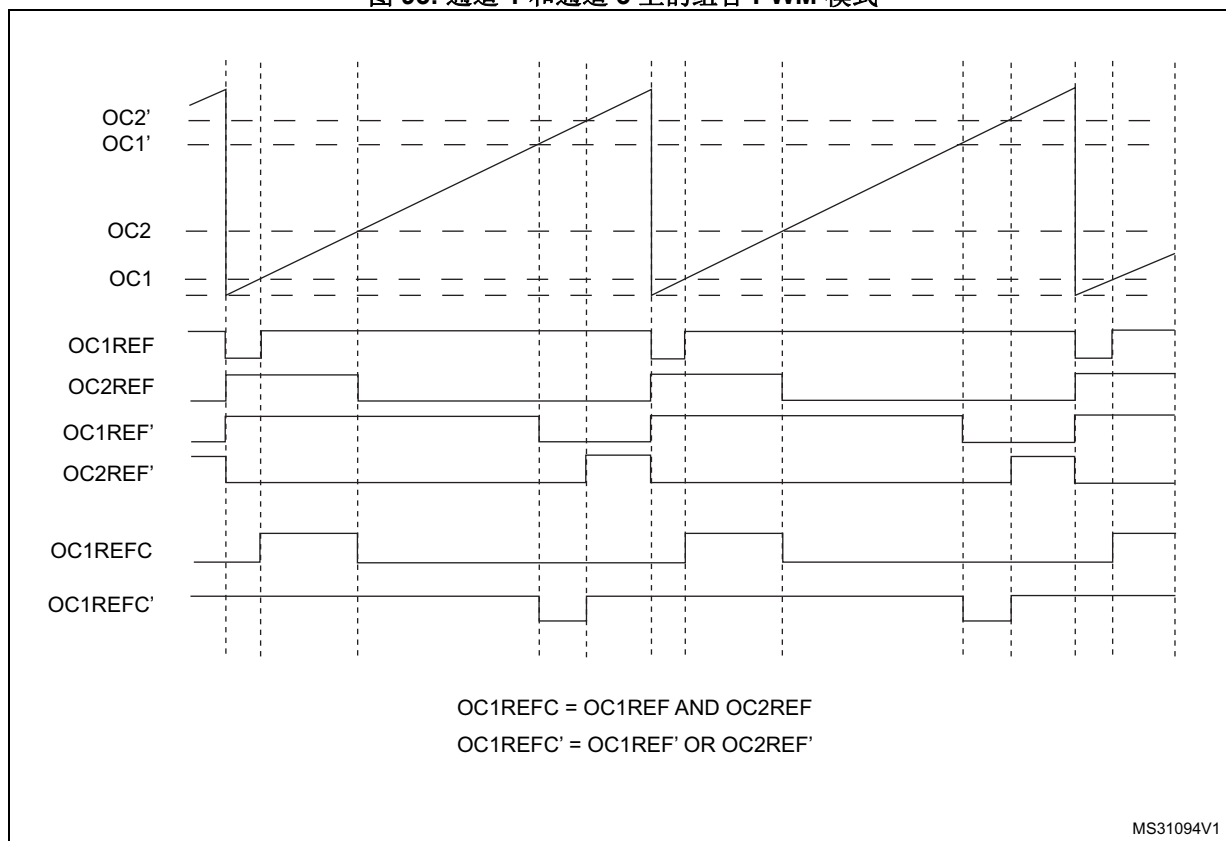 OC2’
OC1’
OC2
OC1
OC1REF
OC2REF
OC1REF’
OC2REF’
OC1REFC
OC1REFC’
OC1REFC = OC1REF AND OC2REF
OC1REFC’ = OC1REF’ OR OC2REF’
MS31094V1